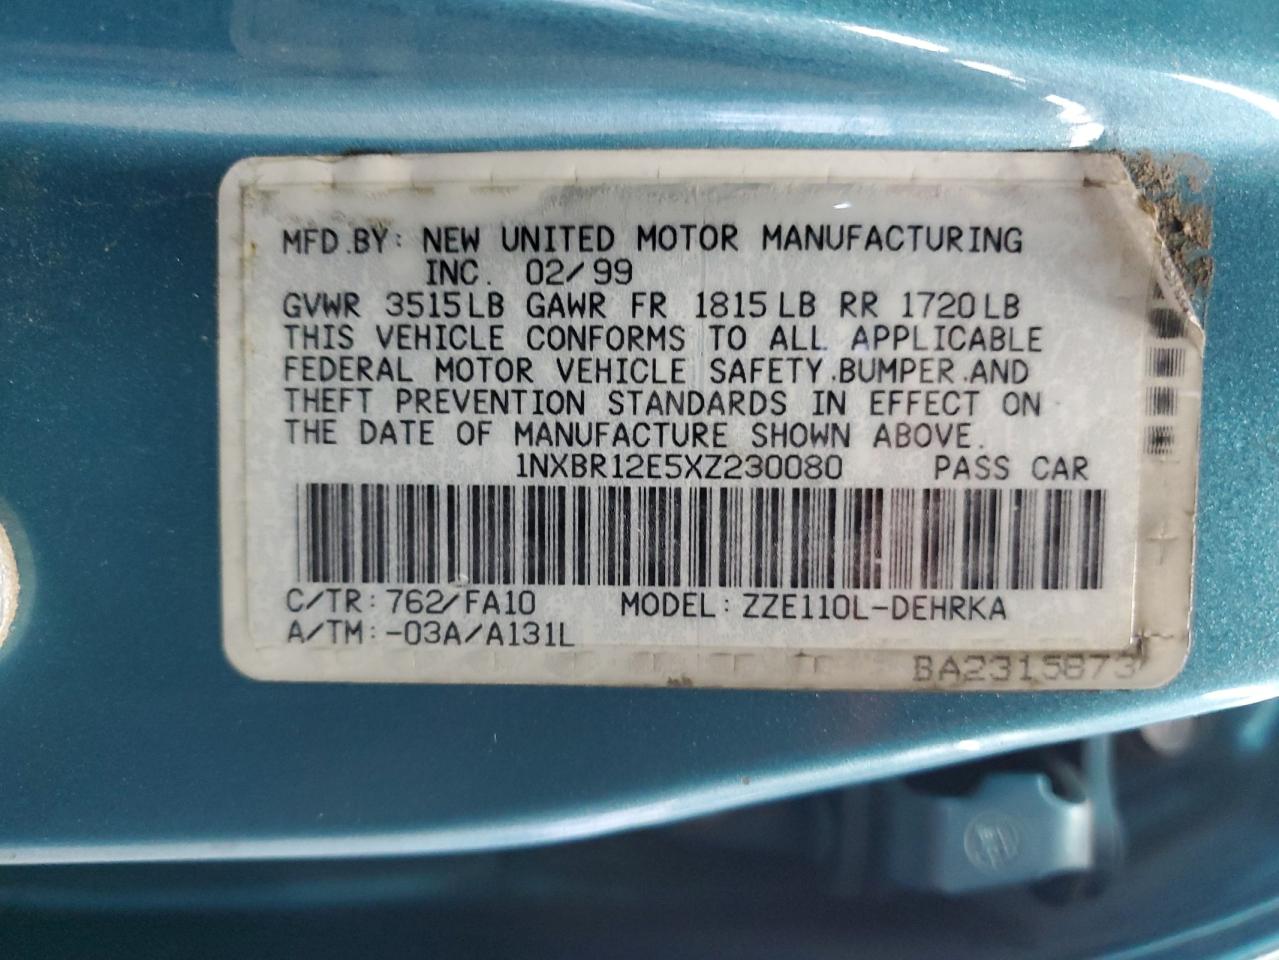 MFD.BY: NEW UNITED MOTOR MANUFACTURING
INC. 02/99
GVWR 3515LB GAWR FR 1815LB RR 1720LB
THIS VEHICLE CONFORMS TO ALL APPLICABLE
FEDERAL MOTOR VEHICLE SAFETY,BUMPER,AND
THEFT PREVENTION STANDARDS IN EFFECT ON
THE DATE OF MANUFACTURE SHOWN ABOVE.
1NXBR12E5XZ230080 PASS CAR
C/TR:762/FA10 MODEL:ZZE110L-DEHRKA
A/TM:-03A/A131L
BA2315873